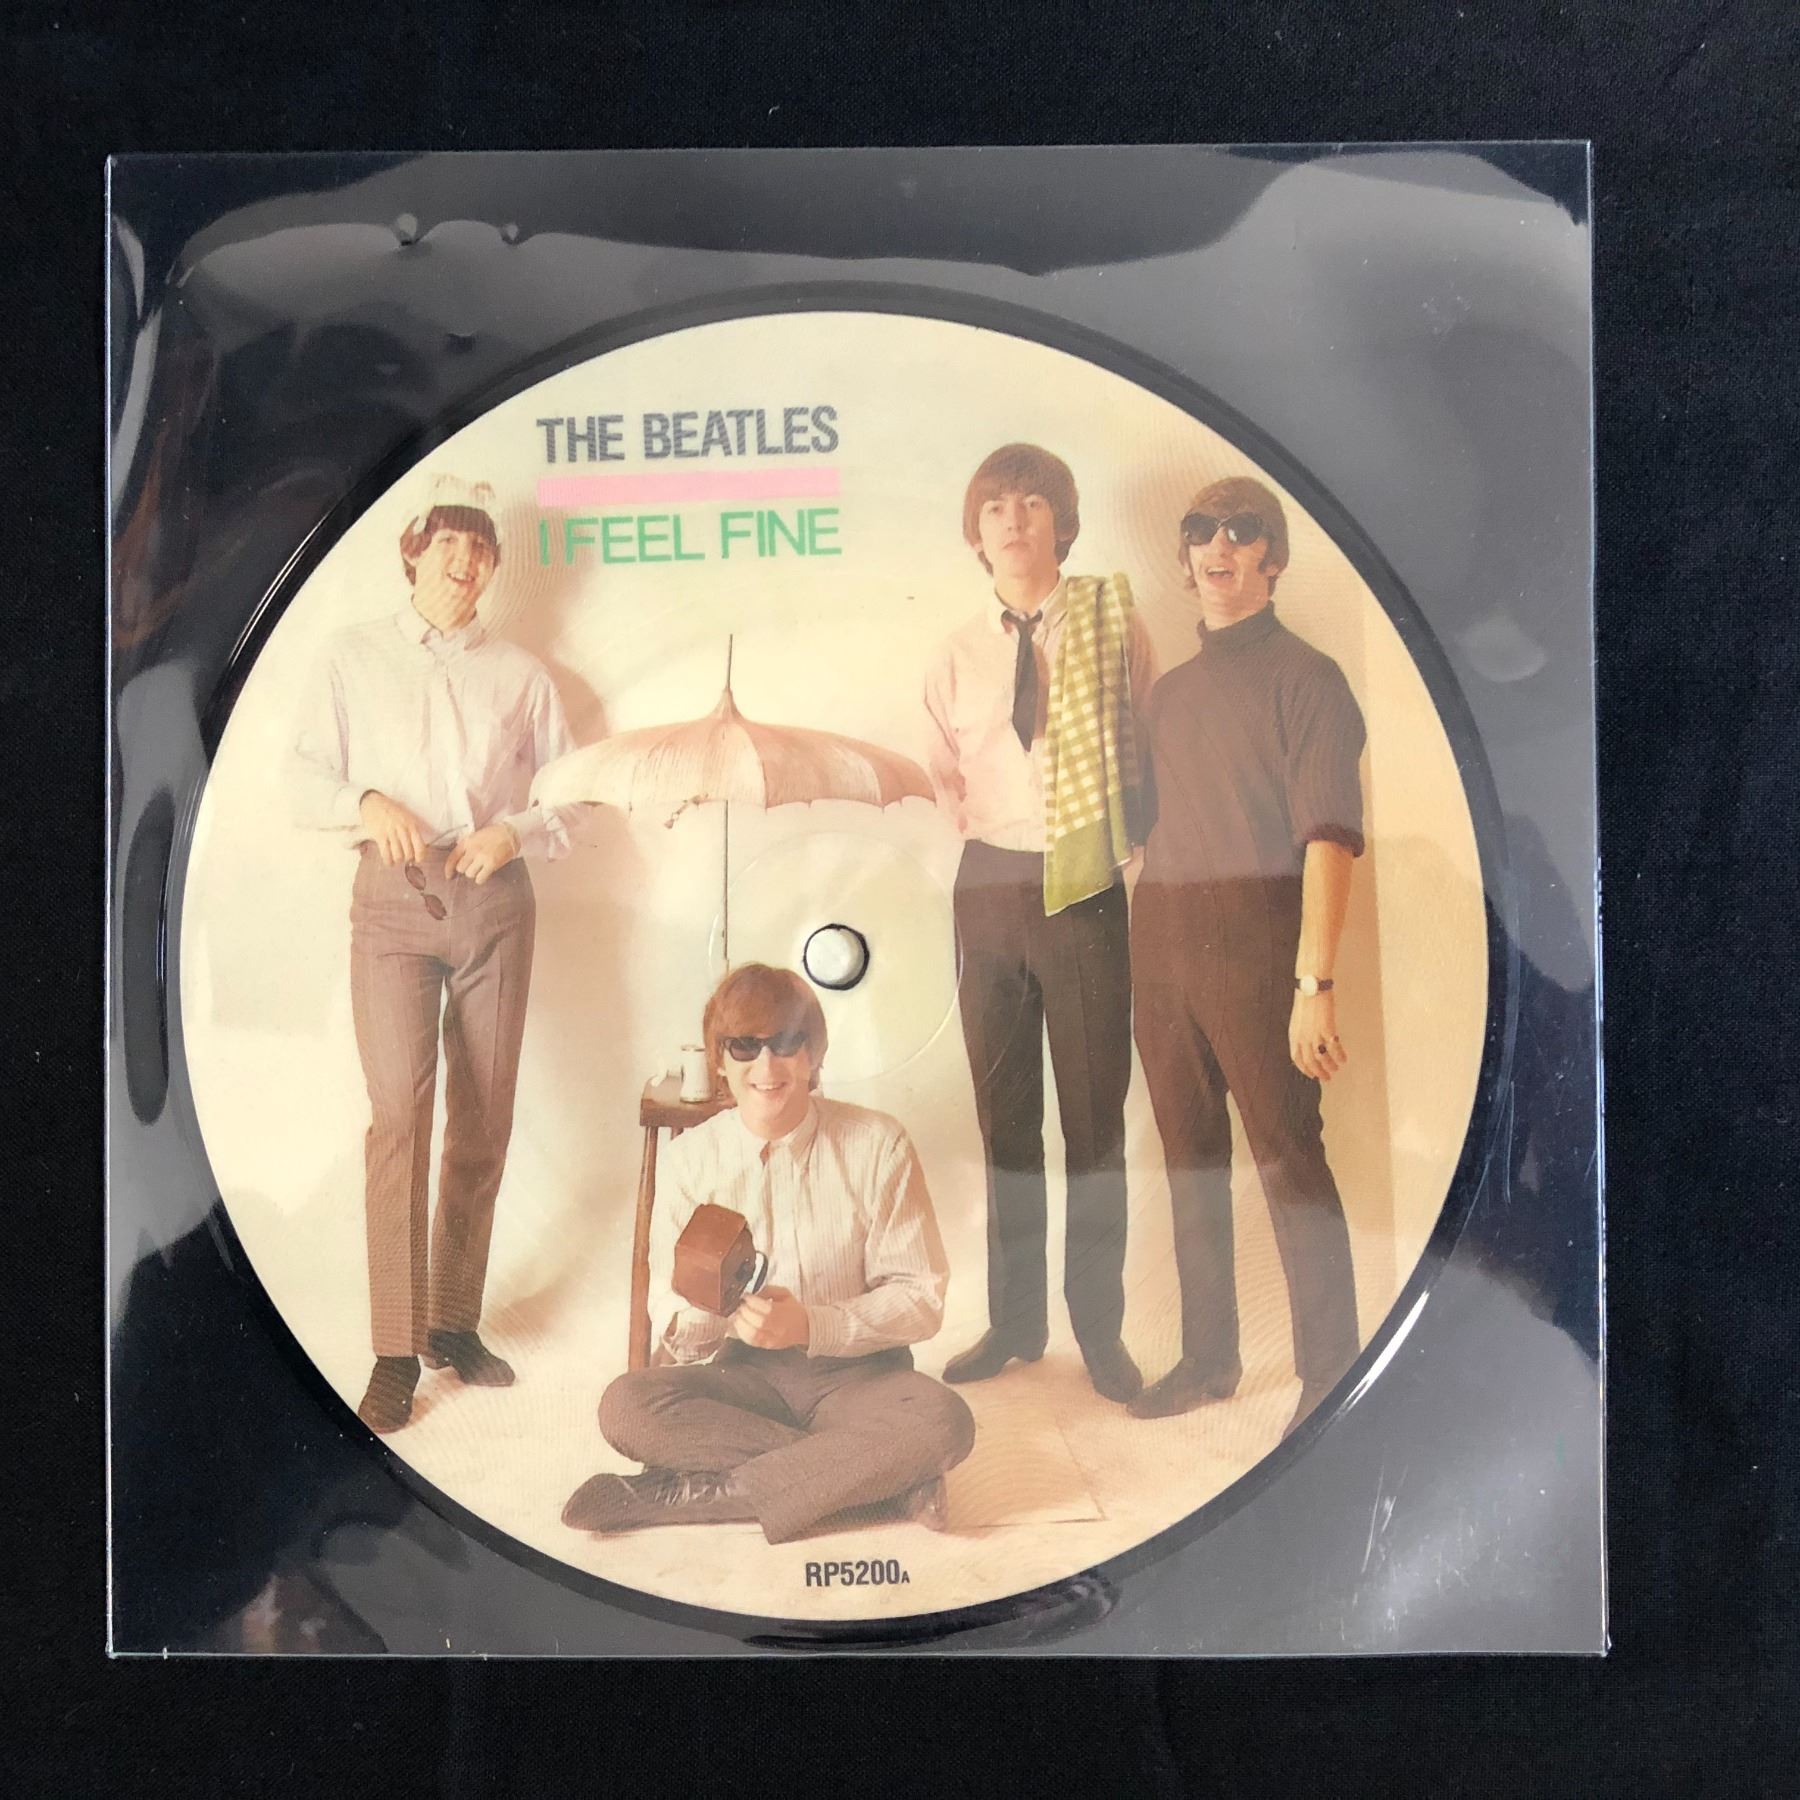 THE BEATLES
I FEEL FINE
RP5200A